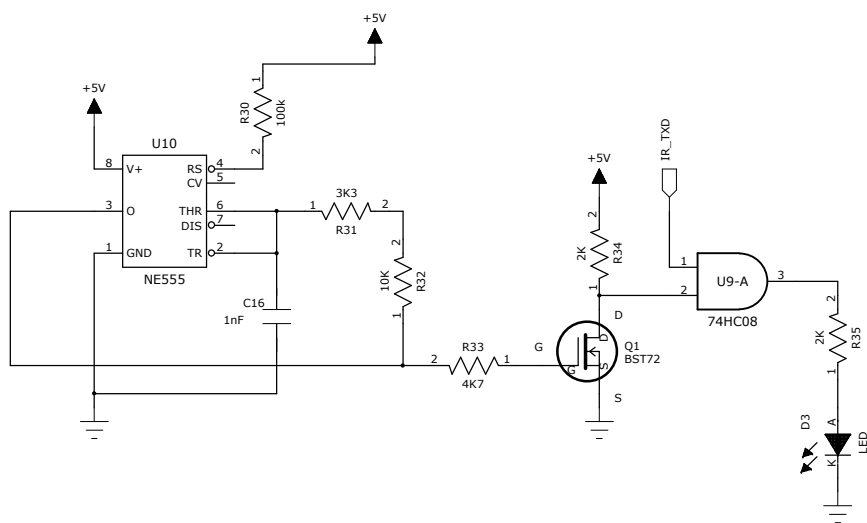 +5V
+5V
R30
100k
1
2
U10
8
V+
RS
4
CV
5
3
O
THR
6
DIS
7
1
GND
TR
2
NE555
1
3K3
2
R31
2
10K
R32
1
C16
1nF
2
R33
1
4K7
+5V
2
2K
R34
1
IR_TXD
1
2
U9-A
3
74HC08
D
G
D
G
S
Q1
BST72
S
2
2K
R35
1
D3
A
K
LED